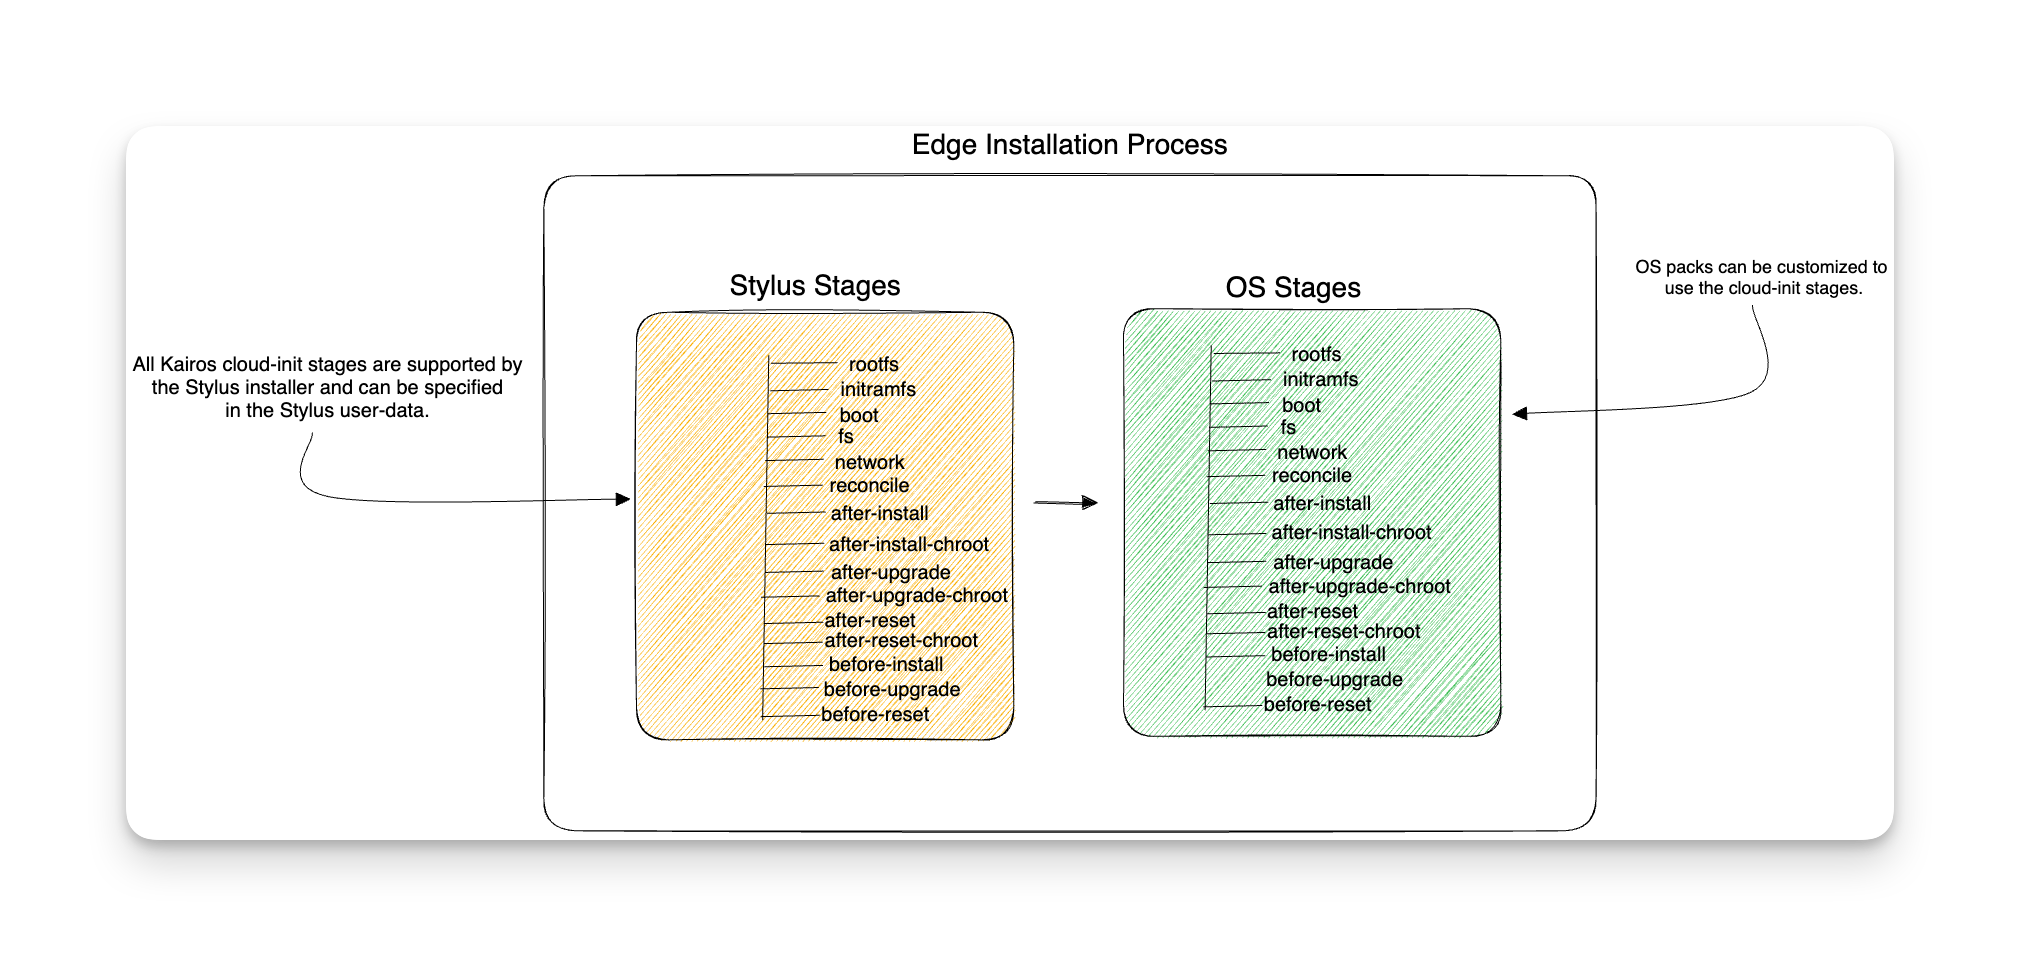 Edge Installation Process
All Kairos cloud-init stages are supported by
the Stylus installer and can be specified
in the Stylus user-data.
Stylus Stages
rootfs
initramfs
boot
fs
network
reconcile
after-install
after-install-chroot
after-upgrade
after-upgrade-chroot
after-reset
after-reset-chroot
before-install
before-upgrade
before-reset
OS Stages
rootfs
initramfs
boot
fs
network
reconcile
after-install
after-install-chroot
after-upgrade
after-upgrade-chroot
after-reset
after-reset-chroot
before-install
before-upgrade
before-reset
OS packs can be customized to
use the cloud-init stages.